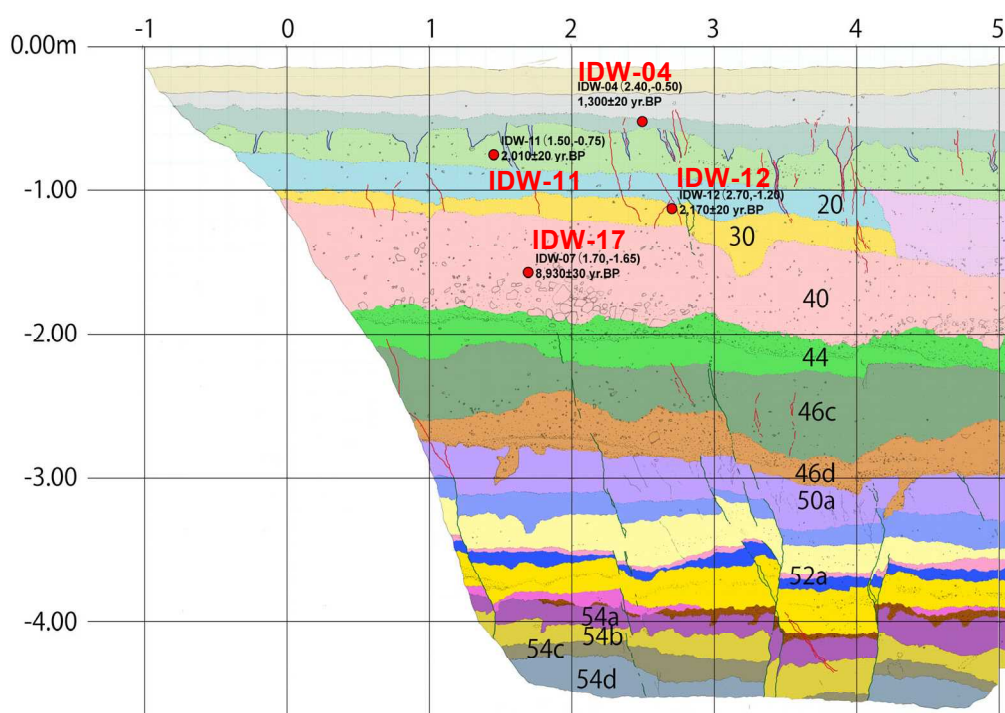 -1 0 1 2 3 4 5
0.00m
IDW-04
IDW-04(2.40,-0.50)
1,300±20 yr.BP
IDW-11(1.50,-0.75)
2,010±20 yr.BP
IDW-11
IDW-12
IDW-12(2.70,-1.20)
2,170±20 yr.BP
-1.00
20
30
IDW-17
IDW-07(1.70,-1.65)
8,930±30 yr.BP
40
-2.00
44
46c
46d
-3.00
50a
52a
54a
-4.00
54b
54c
54d